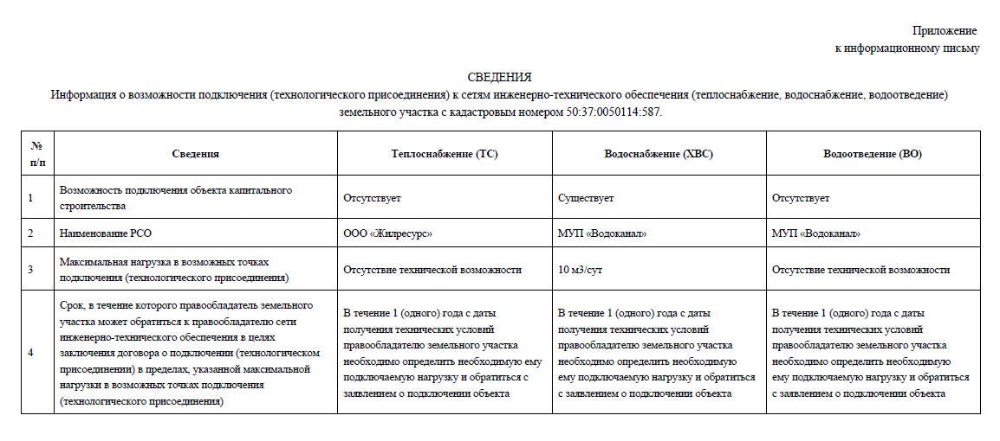 Приложение
к информационному письму
СВЕДЕНИЯ
Информация о возможности подключения (технологического присоединения) к сетям инженерно-технического обеспечения (теплоснабжение, водоснабжение, водоотведение)
земельного участка с кадастровым номером 50:37:0050114:587.
№
п/п
Сведения
Теплоснабжение (ТС)
Водоснабжение (ХВС)
Водоотведение (ВО)
1
Возможность подключения объекта капитального
строительства
Отсутствует
Существует
Отсутствует
2
Наименование РСО
ООО «Жилресурс»
МУП «Водоканал»
МУП «Водоканал»
3
Максимальная нагрузка в возможных точках
подключения (технологического присоединения)
Отсутствие технической возможности
10 м3/сут
Отсутствие технической возможности
4
Срок, в течение которого правообладатель земельного
участка может обратиться к правообладателю сети
инженерно-технического обеспечения в целях
заключения договора о подключении (технологическом
присоединении) в пределах, указанной максимальной
нагрузки в возможных точках подключения
(технологического присоединения)
В течение 1 (одного) года с даты
получения технических условий
правообладателю земельного участка
необходимо определить необходимую ему
подключаемую нагрузку и обратиться с
заявлением о подключении объекта
В течение 1 (одного) года с даты
получения технических условий
правообладателю земельного участка
необходимо определить необходимую
ему подключаемую нагрузку и обратиться
с заявлением о подключении объекта
В течение 1 (одного) года с даты
получения технических условий
правообладателю земельного участка
необходимо определить необходимую
ему подключаемую нагрузку и обратиться
с заявлением о подключении объекта